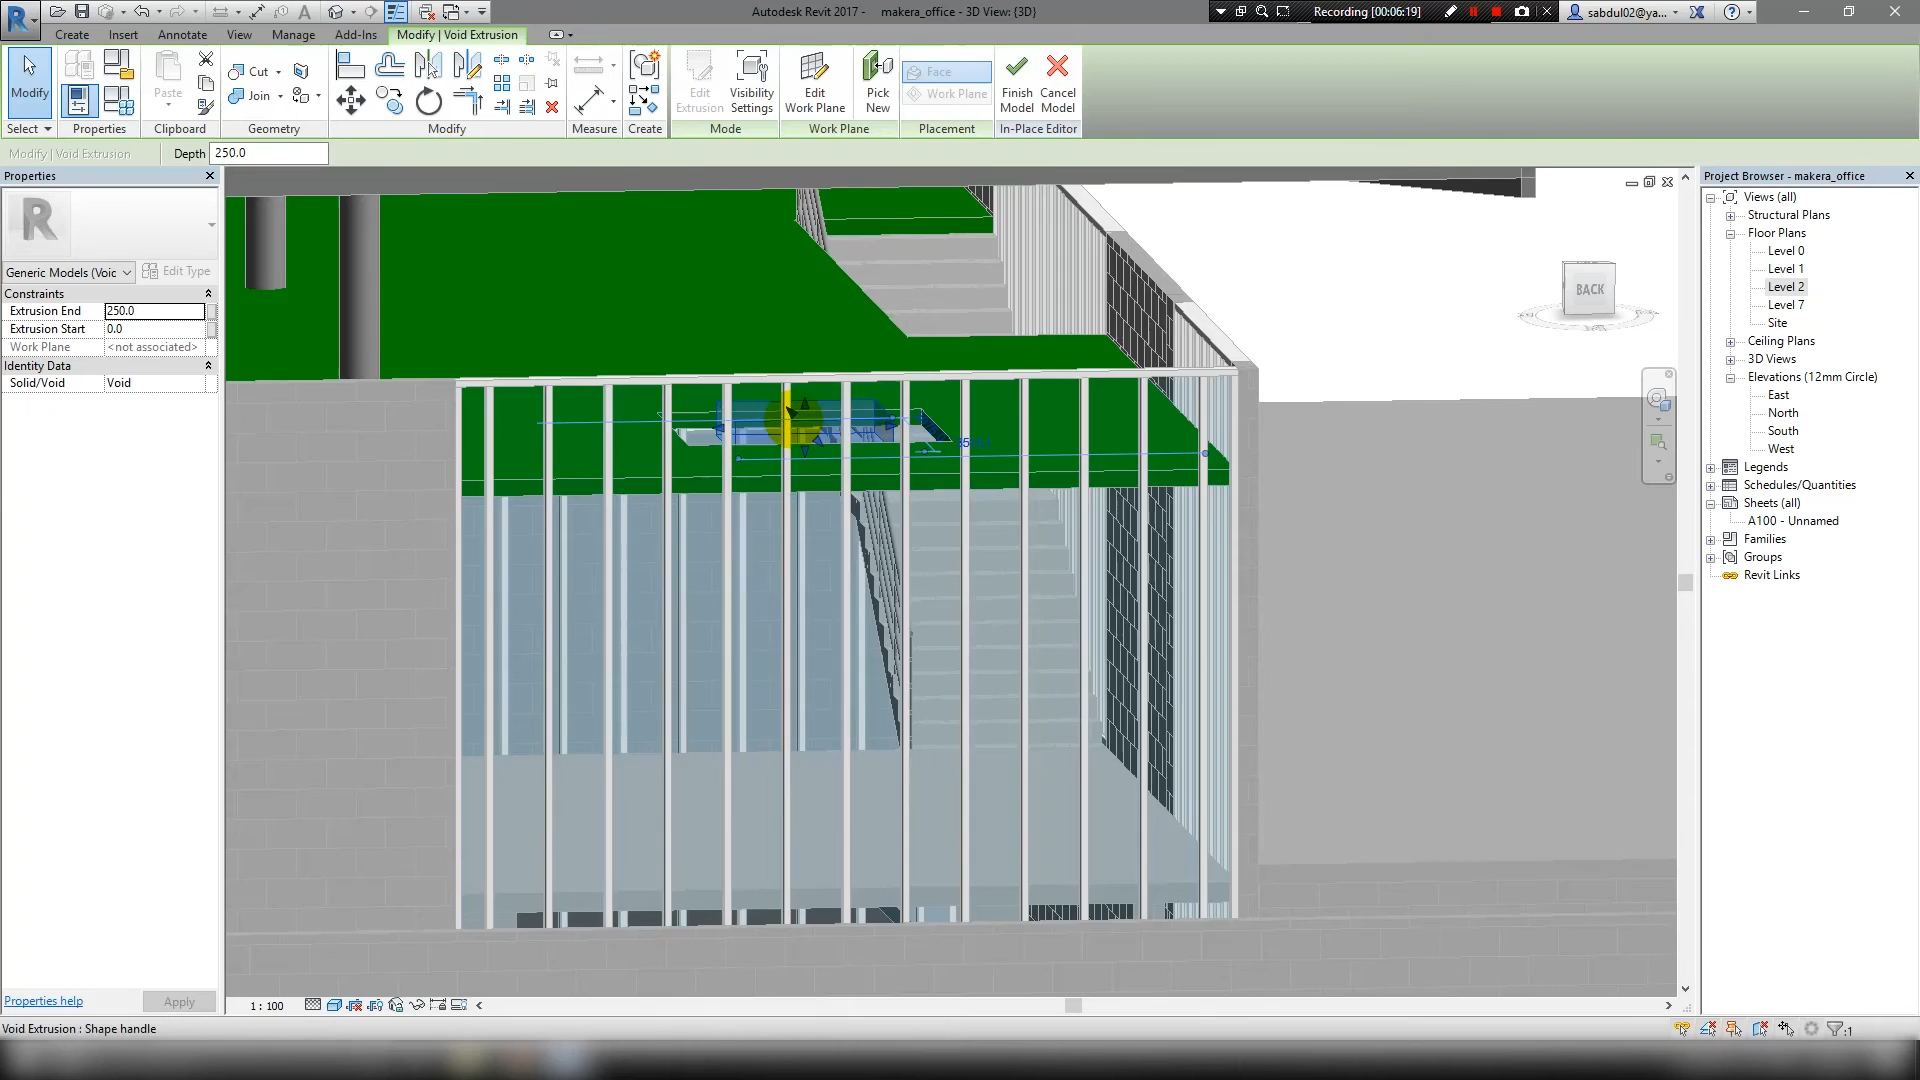 Autodesk Revit 2017 - makera_office - 3D View: {3D}
Recording [00:06:19]
sabdul02@ya...
Create Insert Annotate View Manage Add-Ins Modify | Void Extrusion
Modify
Paste
Cut
Join
Edit Extrusion
Visibility Settings
Edit Work Plane
Pick New
Face
Work Plane
Finish Model
Cancel Model
Select Properties Clipboard Geometry Modify Measure Create Mode Work Plane Placement In-Place Editor
Modify | Void Extrusion Depth 250.0
Properties
R
Generic Models (Voic Edit Type
Constraints
Extrusion End 250.0
Extrusion Start 0.0
Work Plane <not associated>
Identity Data
Solid/Void Void
Properties help Apply
BACK
1 : 100
Project Browser - makera_office
Views (all)
Structural Plans
Floor Plans
Level 0
Level 1
Level 2
Level 7
Site
Ceiling Plans
3D Views
Elevations (12mm Circle)
East
North
South
West
Legends
Schedules/Quantities
Sheets (all)
A100 - Unnamed
Families
Groups
Revit Links
Void Extrusion : Shape handle
:1